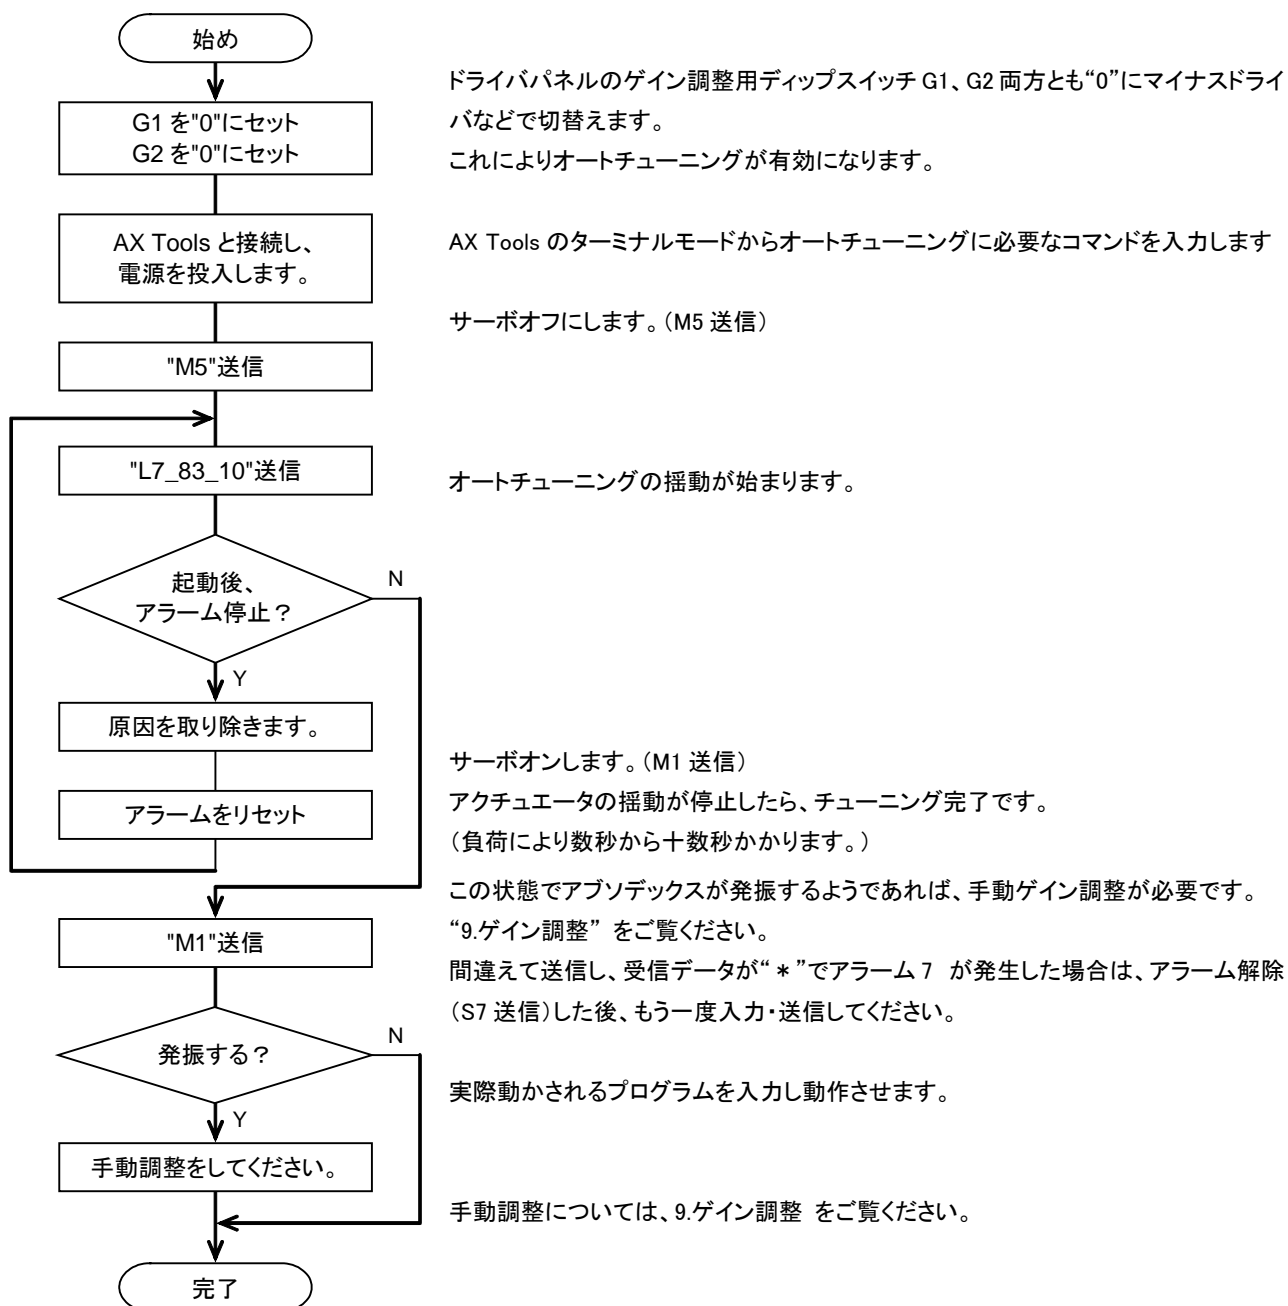 始め
ドライバパネルのゲイン調整用ディップスイッチ G1、G2 両方とも“0”にマイナスドライ
バなどで切替えます。
これによりオートチューニングが有効になります。
G1 を"0"にセット
G2 を"0"にセット
AX Tools と接続し、
電源を投入します。
AX Tools のターミナルモードからオートチューニングに必要なコマンドを入力します
サーボオフにします。（M5 送信）
"M5"送信
"L7_83_10"送信
オートチューニングの揺動が始まります。
起動後、
アラーム停止？
N
Y
原因を取り除きます。
アラームをリセット
サーボオンします。（M1 送信）
アクチュエータの揺動が停止したら、チューニング完了です。
（負荷により数秒から十数秒かかります。）
この状態でアブソデックスが発振するようであれば、手動ゲイン調整が必要です。
“9.ゲイン調整” をご覧ください。
間違えて送信し、受信データが“＊”でアラーム 7 が発生した場合は、アラーム解除
（S7 送信）した後、もう一度入力・送信してください。
"M1"送信
発振する？
N
Y
実際動かされるプログラムを入力し動作させます。
手動調整をしてください。
手動調整については、9.ゲイン調整 をご覧ください。
完了